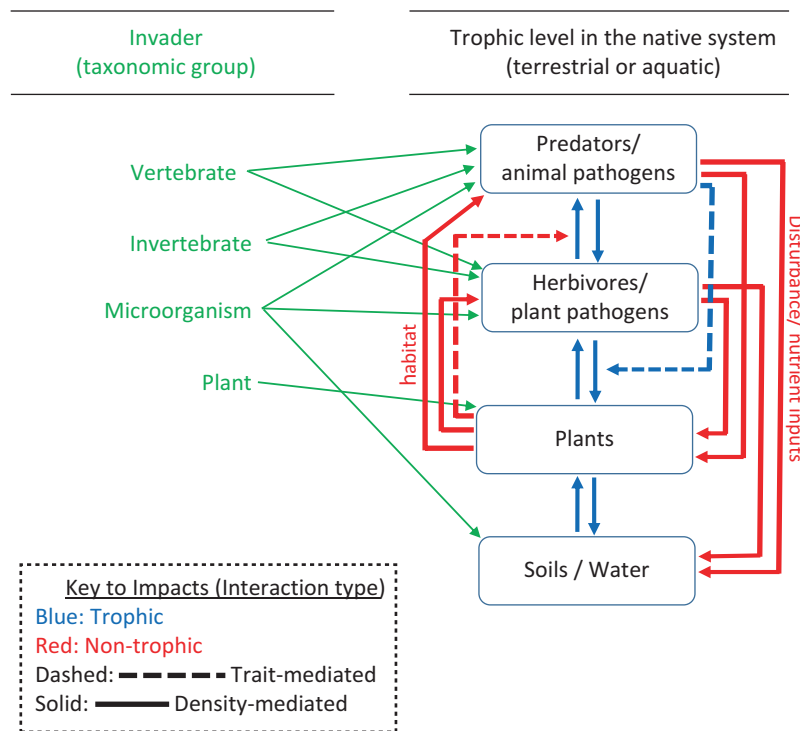 Invader
(taxonomic group)
Trophic level in the native system
(terrestrial or aquatic)
Vertebrate
Invertebrate
Microorganism
Plant
Predators/
animal pathogens
Herbivores/
plant pathogens
Plants
Soils / Water
habitat
Disturbance/ nutrient inputs
Key to Impacts (Interaction type)
Blue: Trophic
Red: Non-trophic
Dashed: Trait-mediated
Solid: Density-mediated